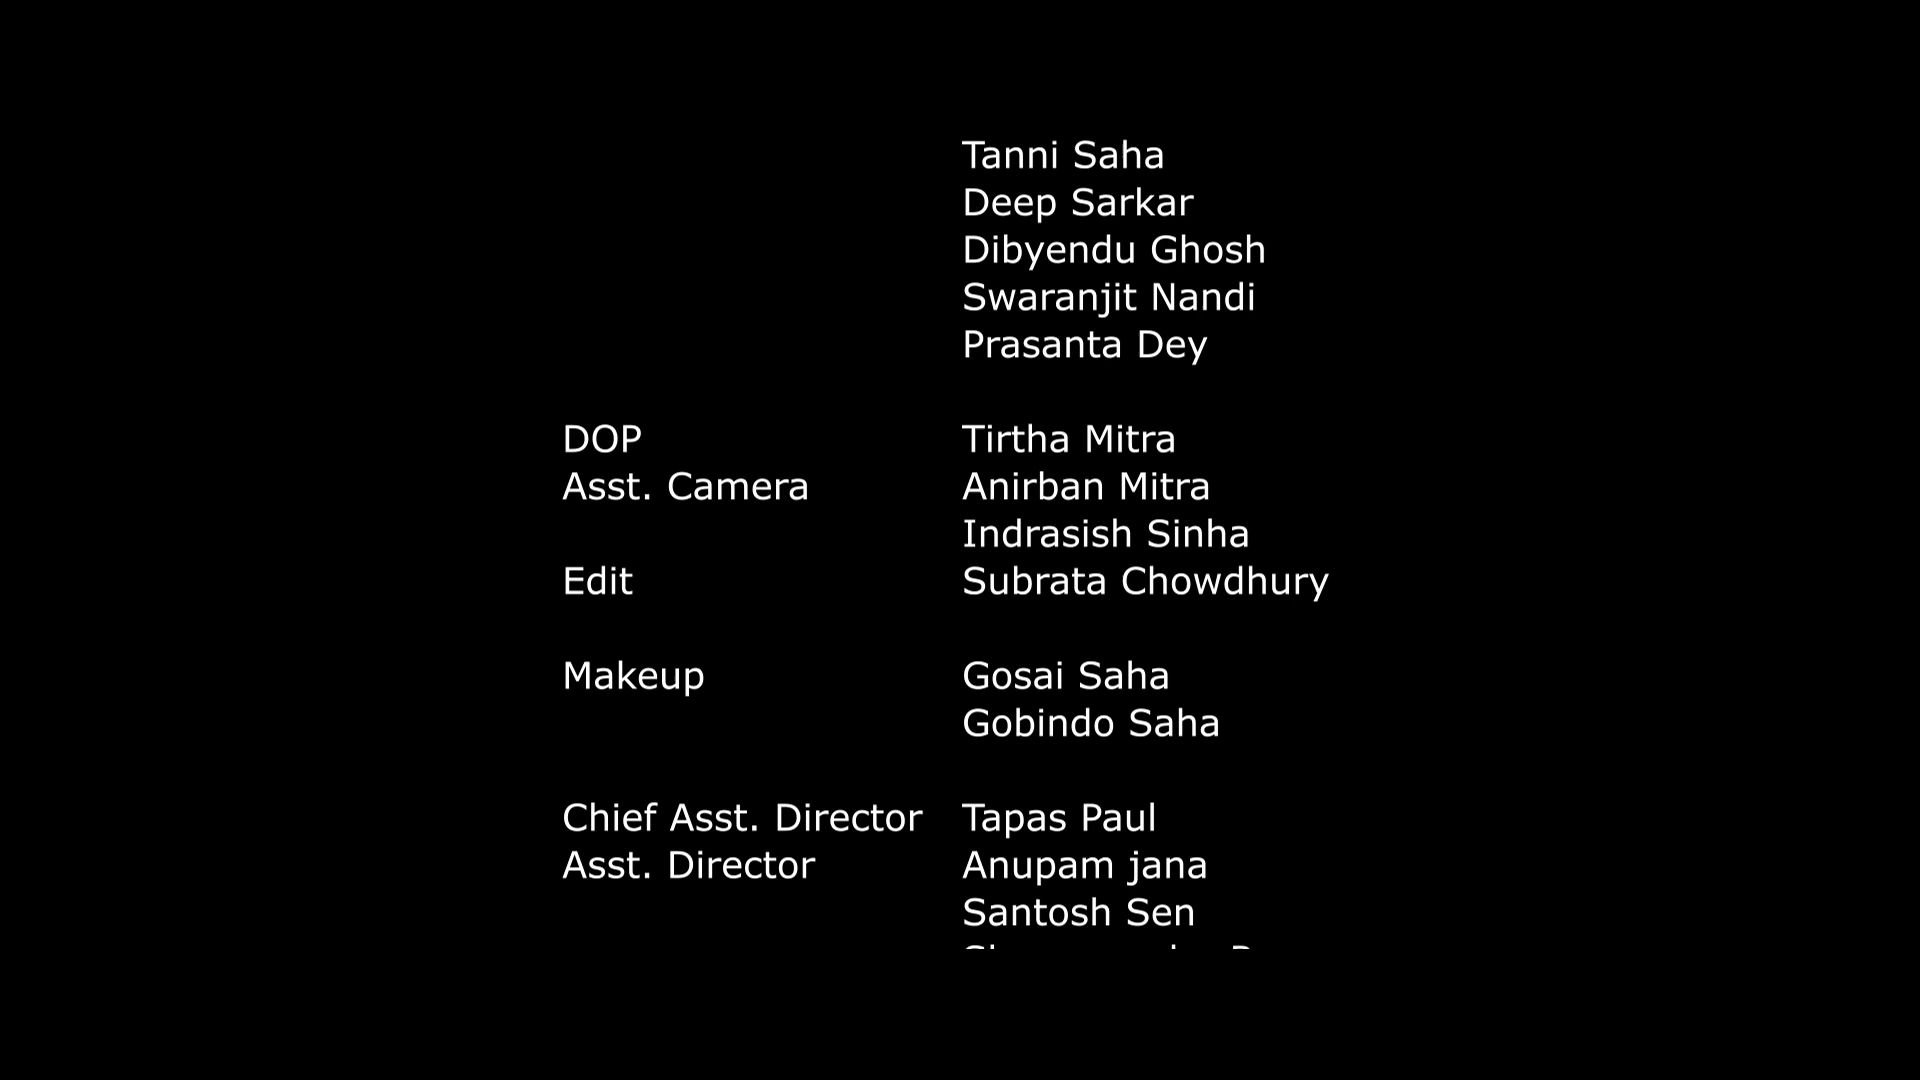 Tanni Saha
Deep Sarkar
Dibyendu Ghosh
Swaranjit Nandi
Prasanta Dey
DOP Tirtha Mitra
Asst. Camera Anirban Mitra
Indrasish Sinha
Edit Subrata Chowdhury
Makeup Gosai Saha
Gobindo Saha
Chief Asst. Director Tapas Paul
Asst. Director Anupam jana
Santosh Sen